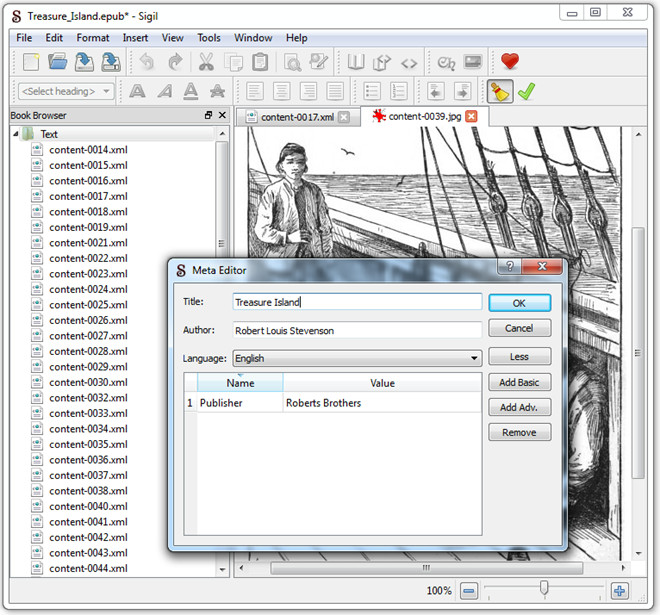 Treasure_Island.epub* - Sigil
File Edit Format Insert View Tools Window Help
<Select heading> A A A A
Book Browser
content-0017.xml content-0039.jpg
Text
content-0014.xml
content-0015.xml
content-0016.xml
content-0017.xml
content-0018.xml
content-0019.xml
content-0021.xml
content-0022.xml
content-0023.xml
content-0024.xml
content-0025.xml
content-0026.xml
content-0027.xml
content-0028.xml
content-0029.xml
content-0030.xml
content-0032.xml
content-0033.xml
content-0034.xml
content-0035.xml
content-0036.xml
content-0037.xml
content-0038.xml
content-0040.xml
content-0041.xml
content-0042.xml
content-0043.xml
content-0044.xml
Meta Editor
Title: Treasure Island OK
Author: Robert Louis Stevenson Cancel
Language: English Less
Name Value Add Basic
1 Publisher Roberts Brothers Add Adv.
Remove
100%